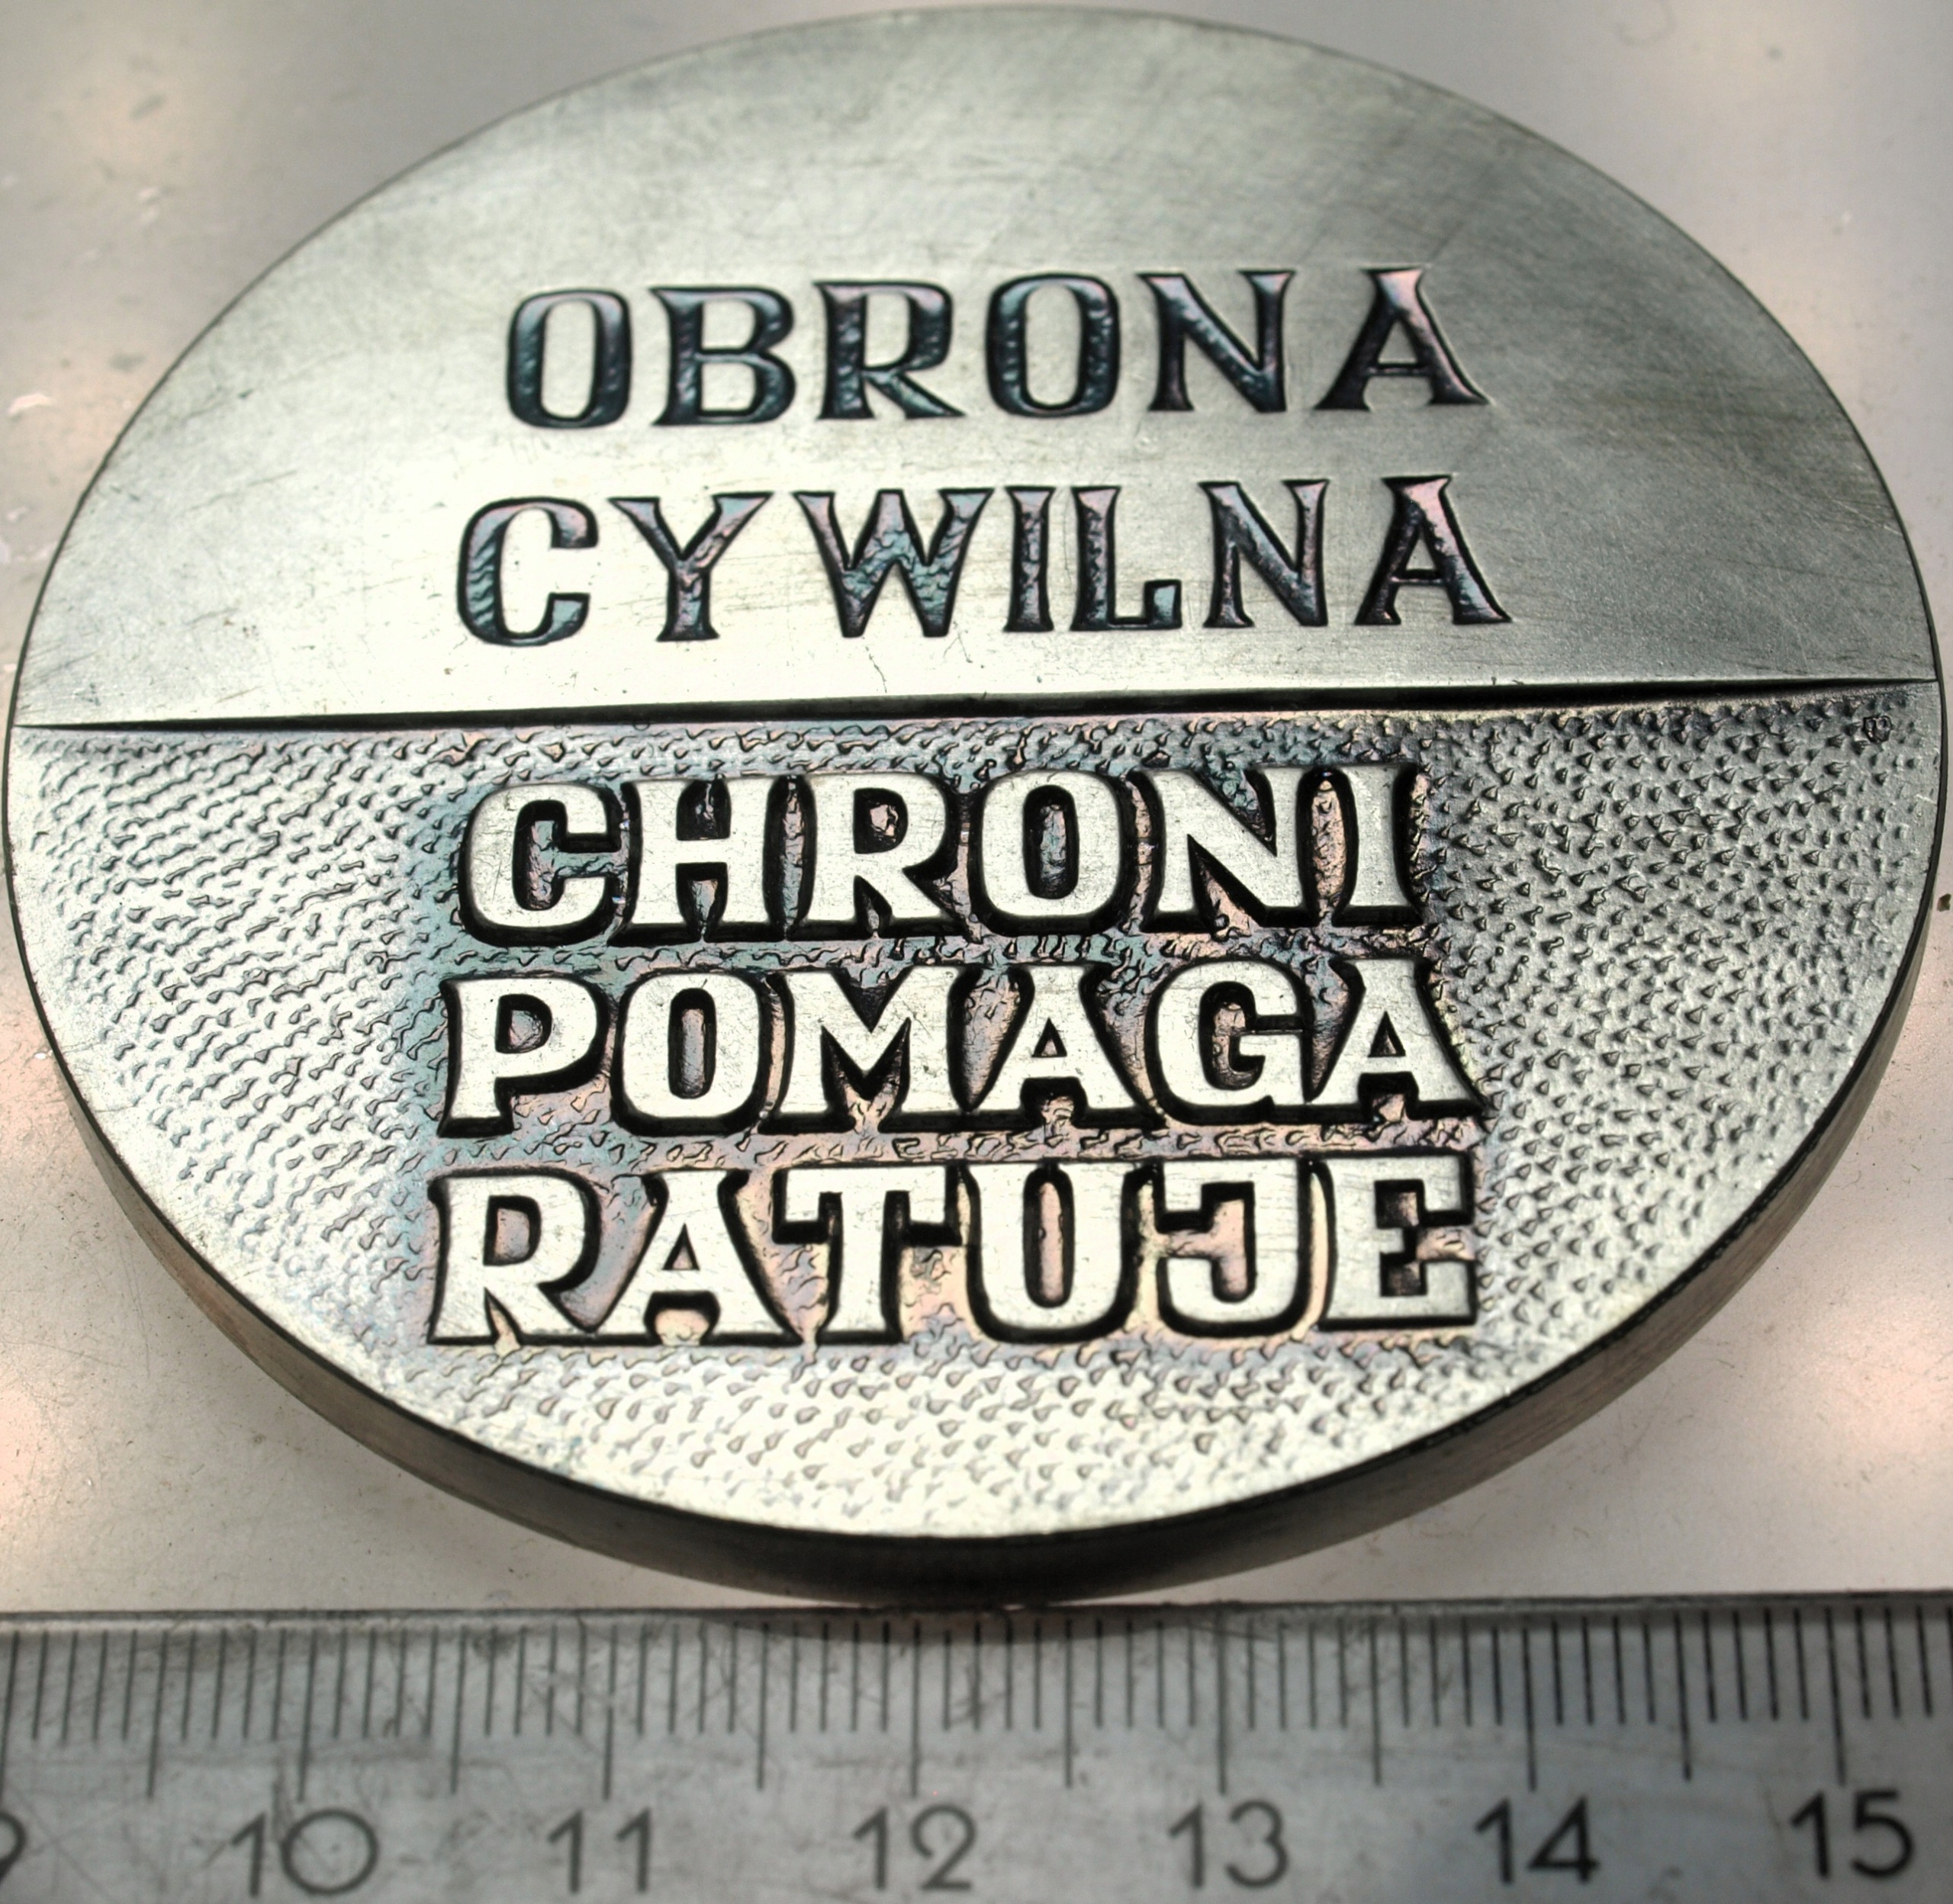 OBRONA
CYWILNA
CHRONI
POMAGA
RATUJE
9 10 11 12 13 14 15